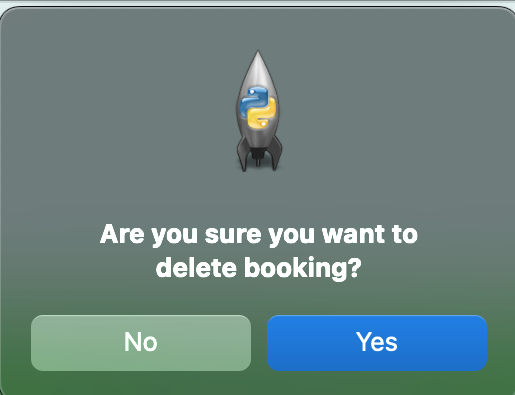 Are you sure you want to
delete booking?
No
Yes